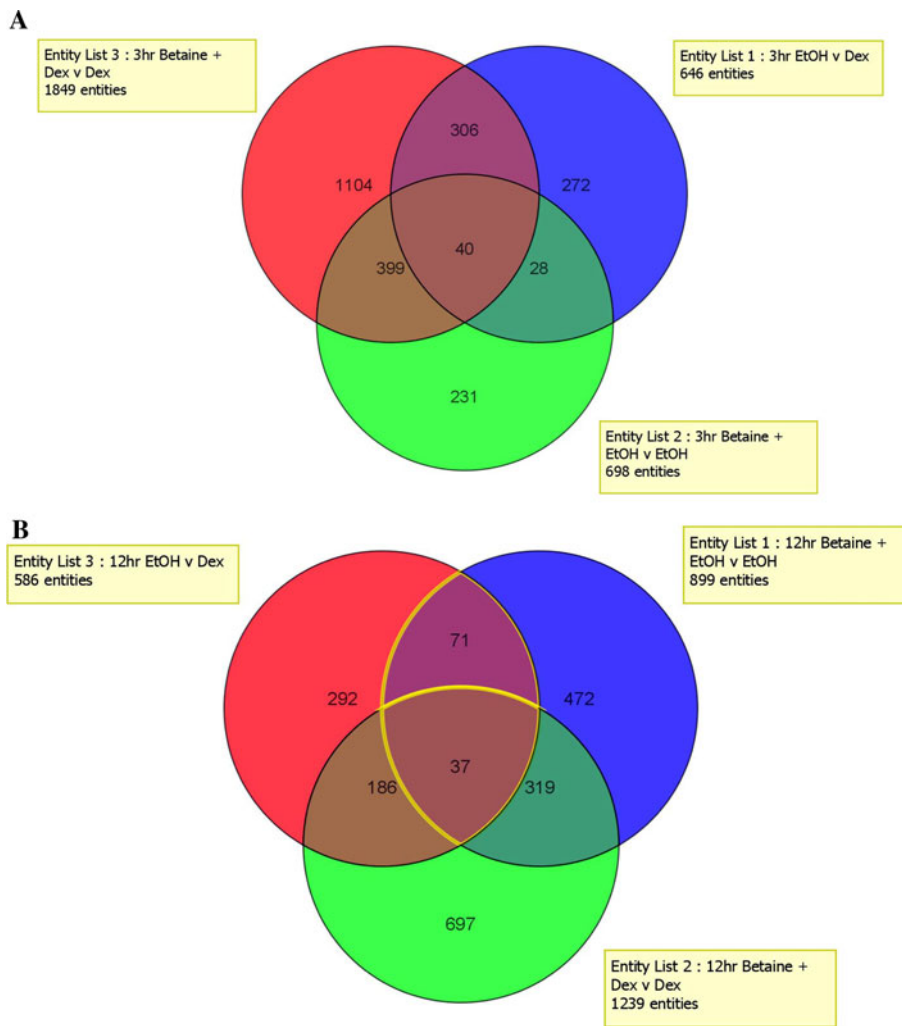 A
Entity List 3 : 3hr Betaine +
Dex v Dex
1849 entities
Entity List 1 : 3hr EtOH v Dex
646 entities
306
1104
272
40
399
28
231
Entity List 2 : 3hr Betaine +
EtOH v EtOH
698 entities
B
Entity List 3 : 12hr EtOH v Dex
586 entities
Entity List 1 : 12hr Betaine +
EtOH v EtOH
899 entities
71
292
472
37
186
319
697
Entity List 2 : 12hr Betaine +
Dex v Dex
1239 entities